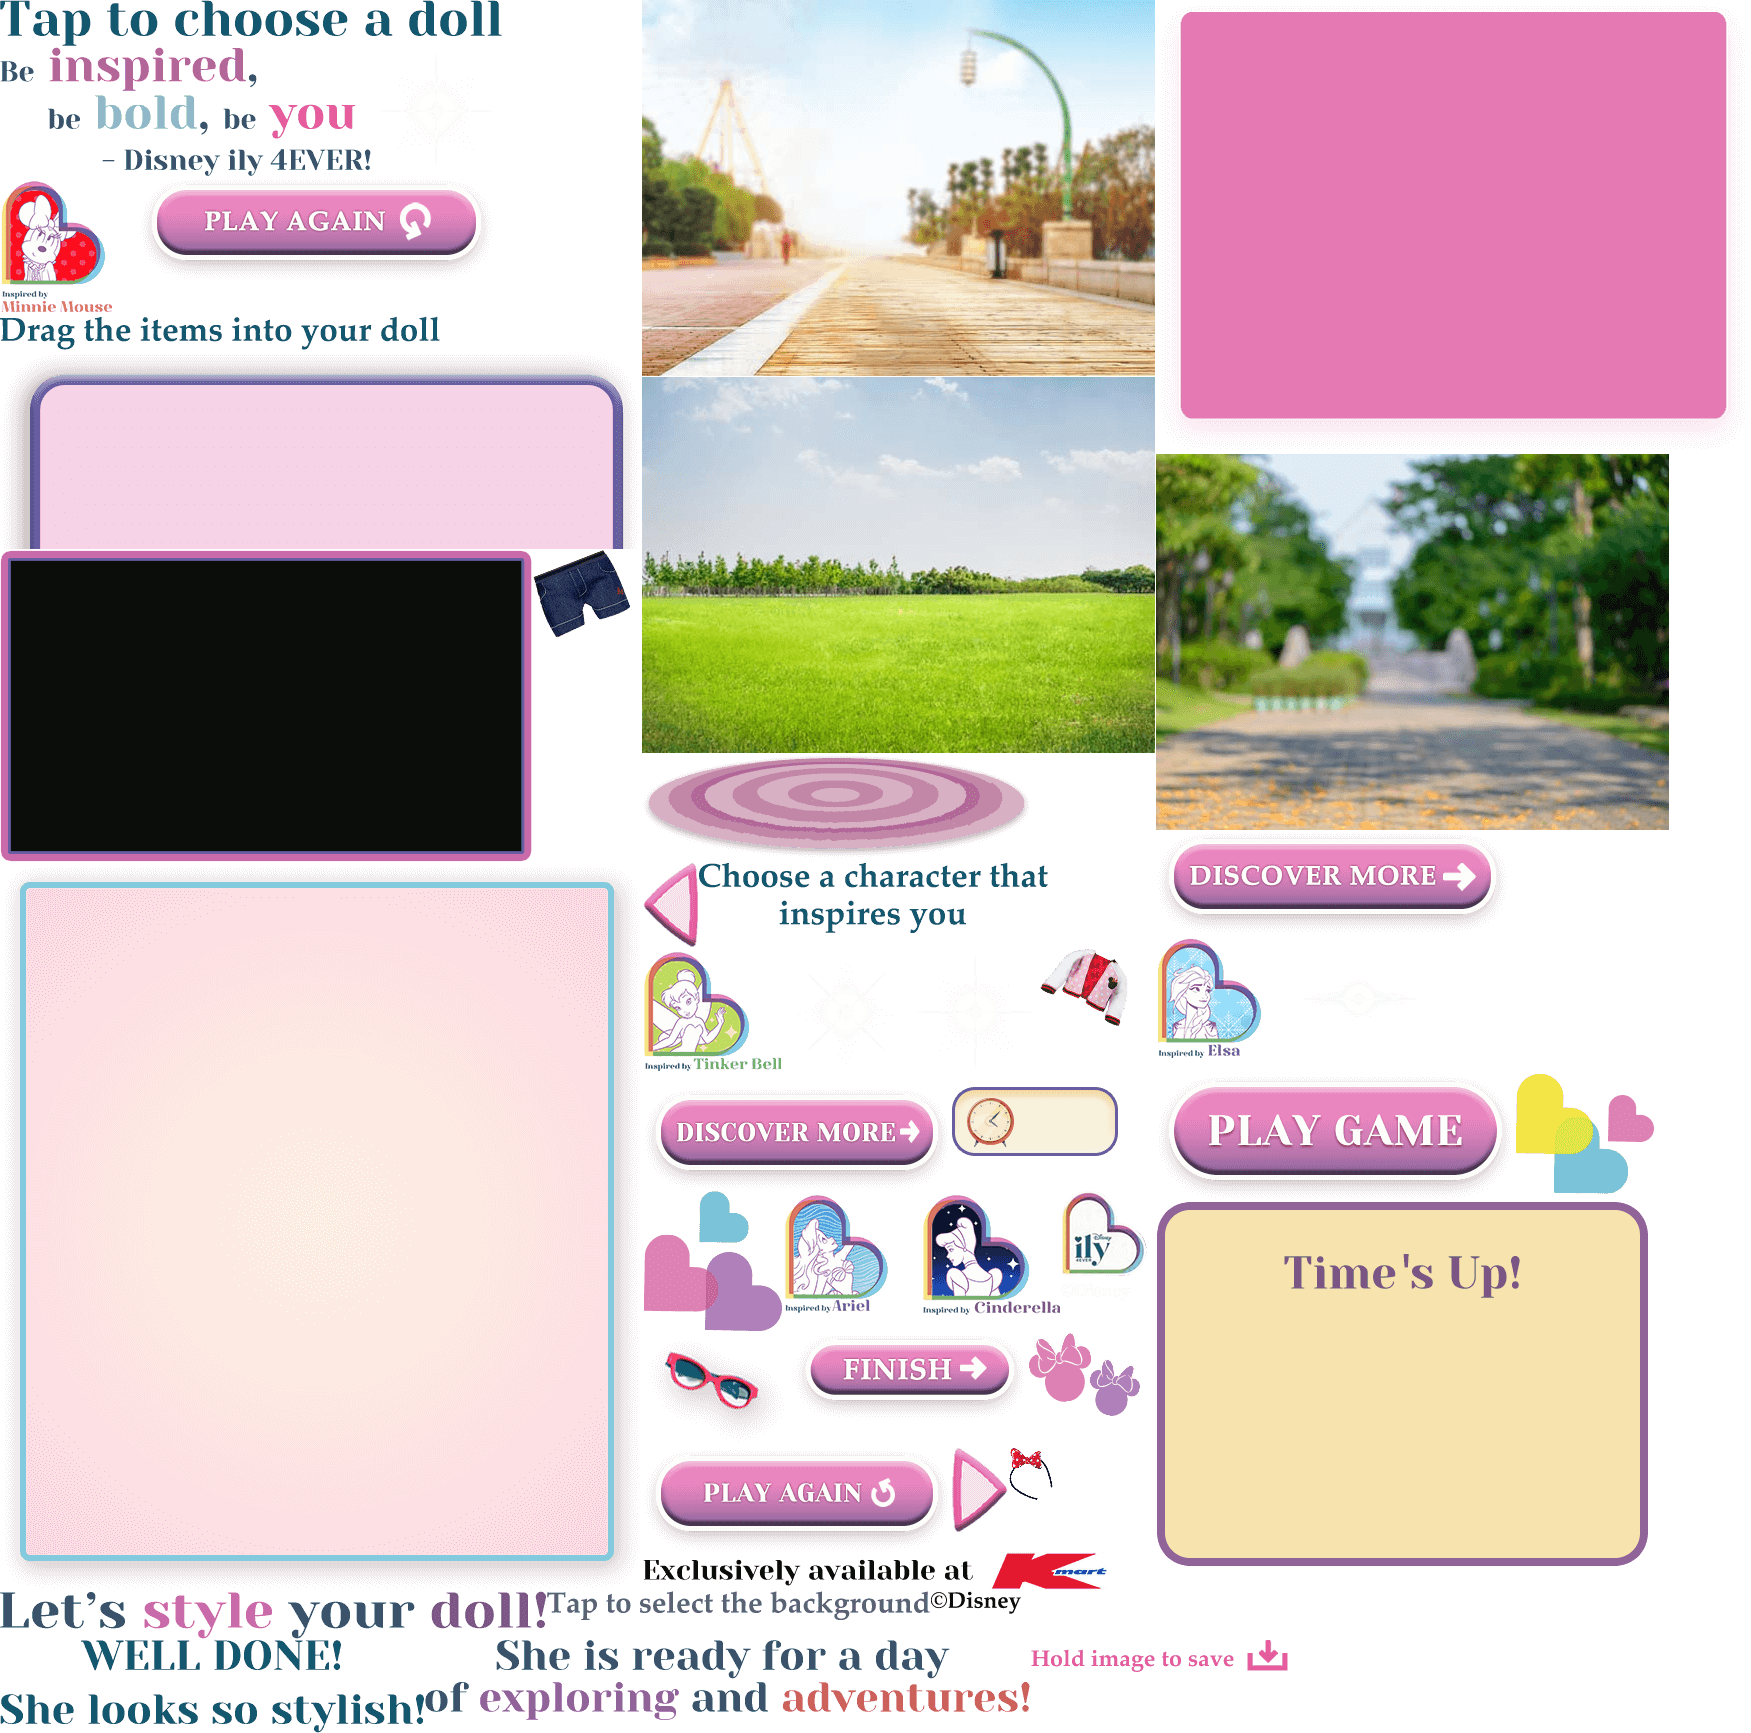 Tap to choose a doll
Be inspired,
be bold, be you
- Disney ily 4EVER!
PLAY AGAIN
Inspired by
Minnie Mouse
Drag the items into your doll
Choose a character that
inspires you
DISCOVER MORE
Inspired by Tinker Bell
Inspired by Elsa
DISCOVER MORE
PLAY GAME
Inspired by Ariel
Inspired by Cinderella
Disney
ily
4EVER
Time's Up!
FINISH
PLAY AGAIN
Exclusively available at Kmart
Let's style your doll!
Tap to select the background
©Disney
WELL DONE!
She looks so stylish!
She is ready for a day
of exploring and adventures!
Hold image to save